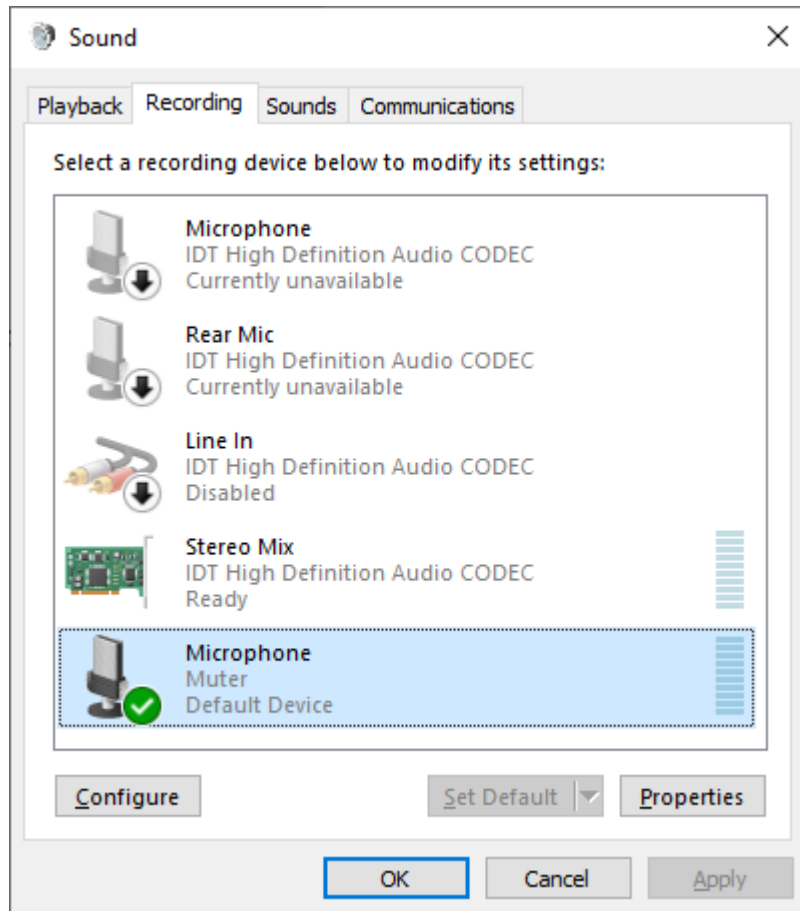 Sound
Playback Recording Sounds Communications
Select a recording device below to modify its settings:
Microphone
IDT High Definition Audio CODEC
Currently unavailable
Rear Mic
IDT High Definition Audio CODEC
Currently unavailable
Line In
IDT High Definition Audio CODEC
Disabled
Stereo Mix
IDT High Definition Audio CODEC
Ready
Microphone
Muter
Default Device
Configure Set Default Properties
OK Cancel Apply